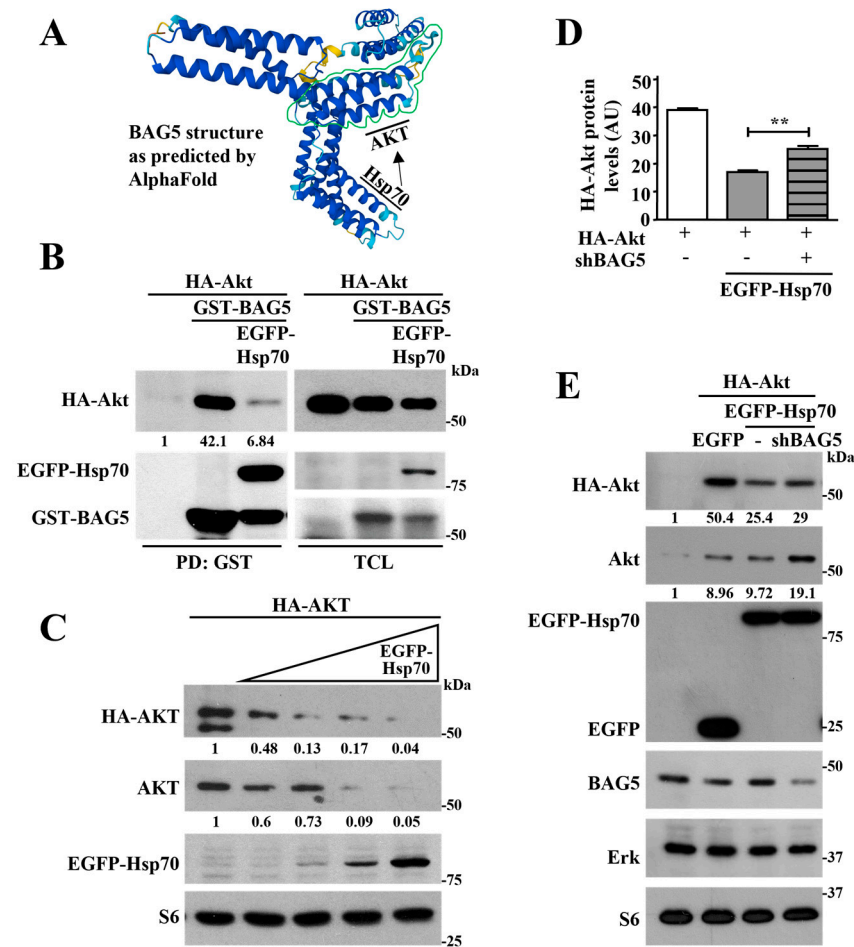 A
BAG5 structure
as predicted by
AlphaFold
AKT
Hsp70
B
HA-Akt HA-Akt
GST-BAG5 GST-BAG5
EGFP- EGFP-
Hsp70 Hsp70
kDa
HA-Akt
-50
1 42.1 6.84
EGFP-Hsp70
-75
GST-BAG5
-50
PD: GST TCL
C
HA-AKT
EGFP-
Hsp70
kDa
HA-AKT
-50
1 0.48 0.13 0.17 0.04
AKT
-50
1 0.6 0.73 0.09 0.05
EGFP-Hsp70
-75
S6
-25
D
HA-Akt protein
levels (AU)
50
40
30
20
10
0
**
HA-Akt + + +
shBAG5 - - +
EGFP-Hsp70
E
HA-Akt
EGFP-Hsp70
EGFP - shBAG5
kDa
HA-Akt
-50
1 50.4 25.4 29
Akt
-50
1 8.96 9.72 19.1
EGFP-Hsp70
-75
EGFP
-25
-50
BAG5
Erk
-37
-37
S6